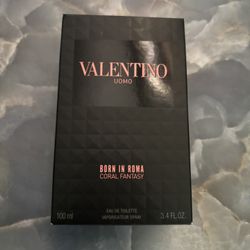 VALENTINO
UOMO
BORN IN ROMA
CORAL FANTASY
EAU DE TOILETTE
VAPORISATEUR SPRAY
100 ml
3.4 FL.OZ.